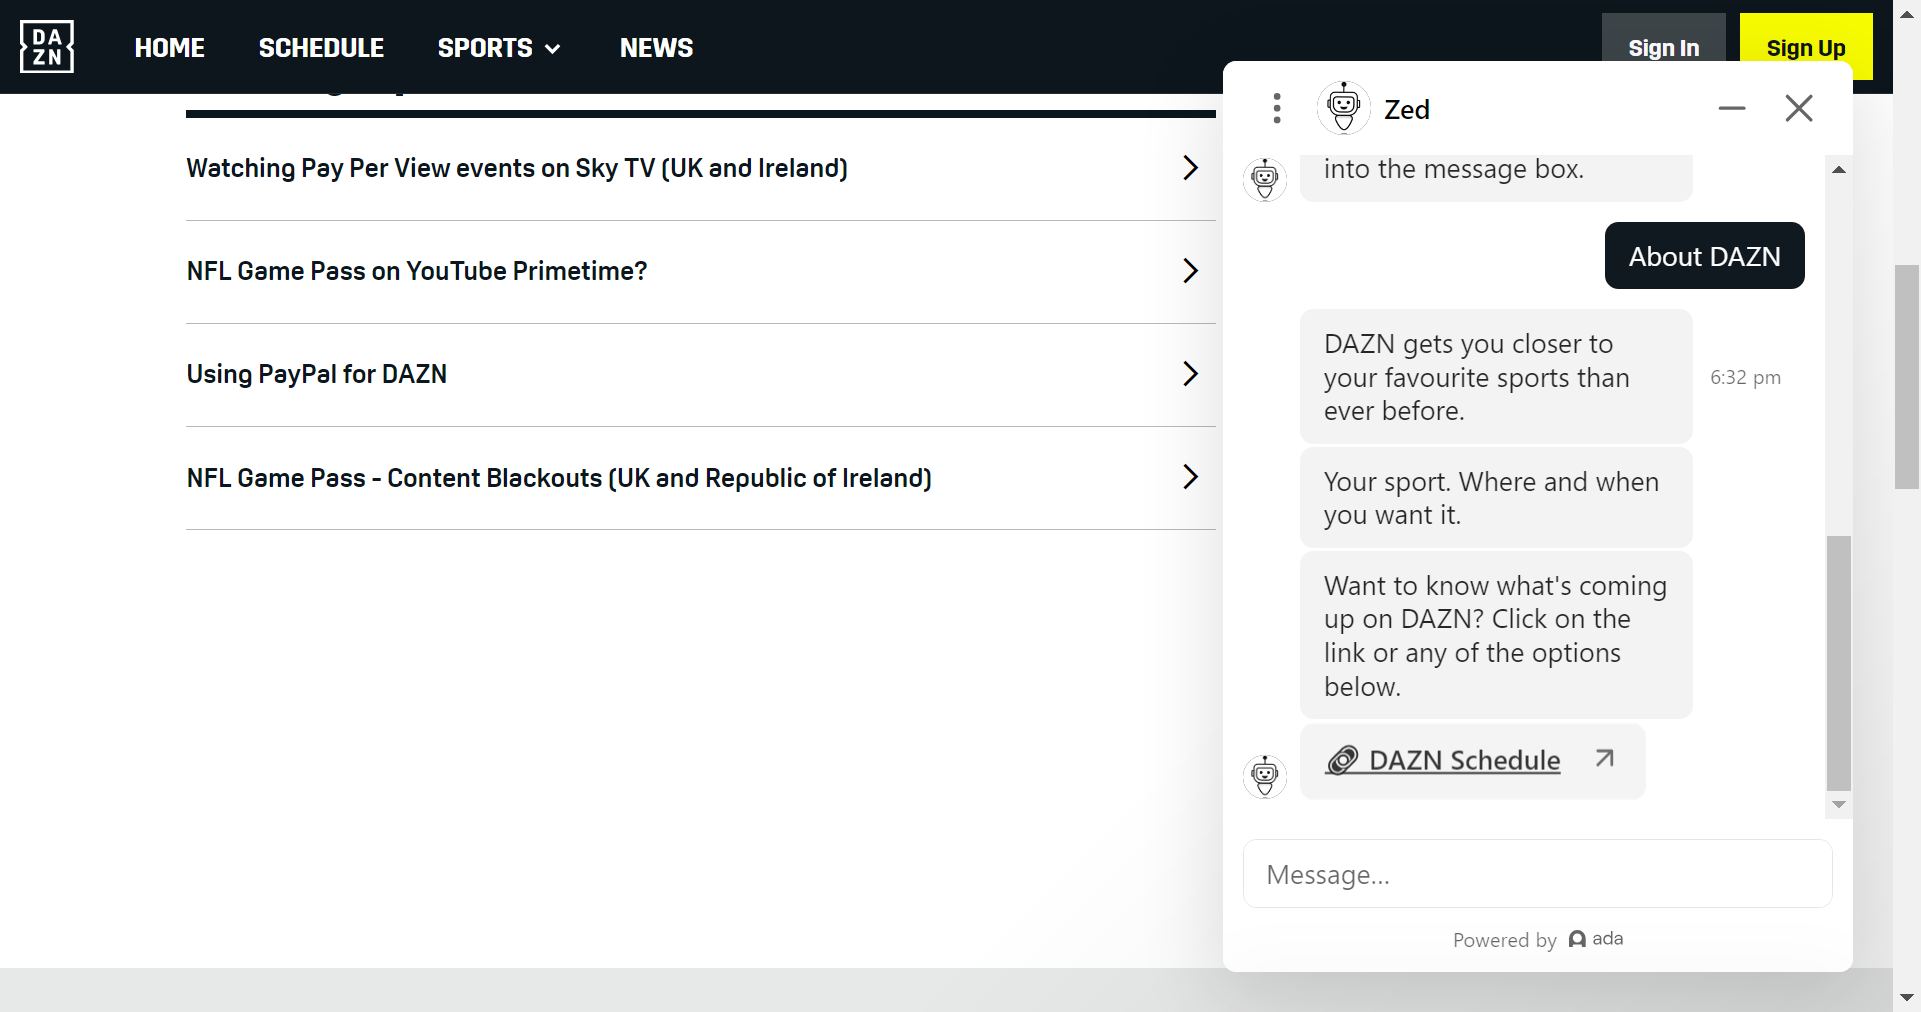 DA
ZN
HOME
SCHEDULE
SPORTS
NEWS
Sign In
Sign Up
Watching Pay Per View events on Sky TV (UK and Ireland)
NFL Game Pass on YouTube Primetime?
Using PayPal for DAZN
NFL Game Pass - Content Blackouts (UK and Republic of Ireland)
Zed
into the message box.
About DAZN
DAZN gets you closer to
your favourite sports than
ever before.
6:32 pm
Your sport. Where and when
you want it.
Want to know what's coming
up on DAZN? Click on the
link or any of the options
below.
DAZN Schedule
Message...
Powered by ada